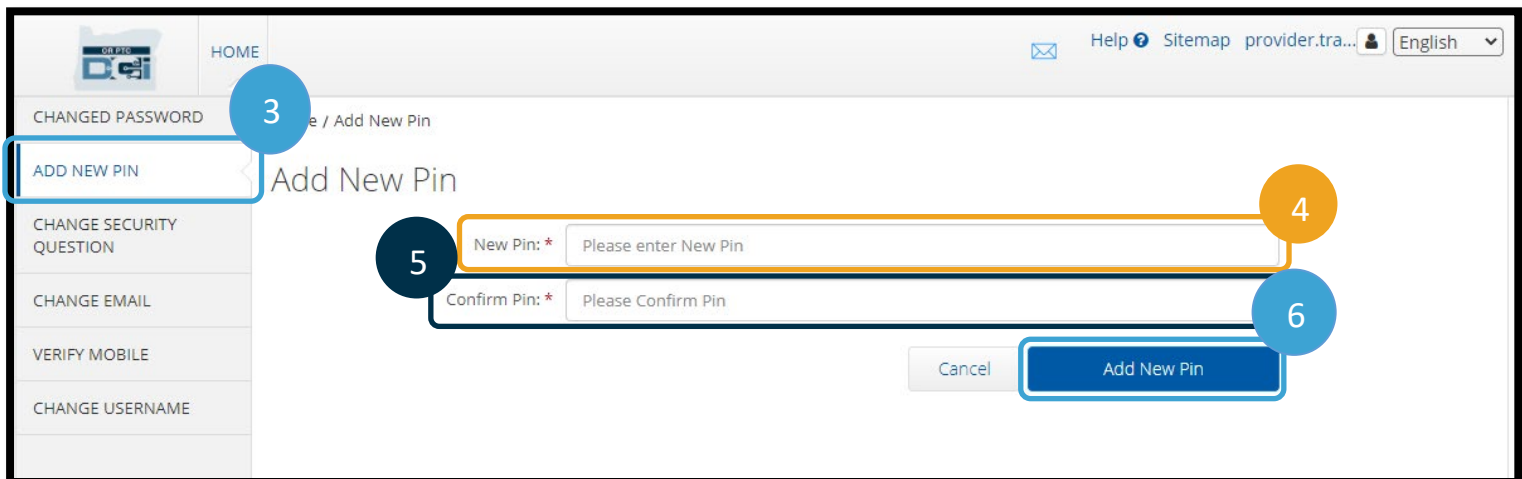 OR PTC
DCi
HOME
Help ? Sitemap provider.tra... English
CHANGED PASSWORD
3
e / Add New Pin
ADD NEW PIN
Add New Pin
4
CHANGE SECURITY
QUESTION
New Pin: * Please enter New Pin
5
CHANGE EMAIL
Confirm Pin: * Please Confirm Pin
6
VERIFY MOBILE
Cancel Add New Pin
CHANGE USERNAME